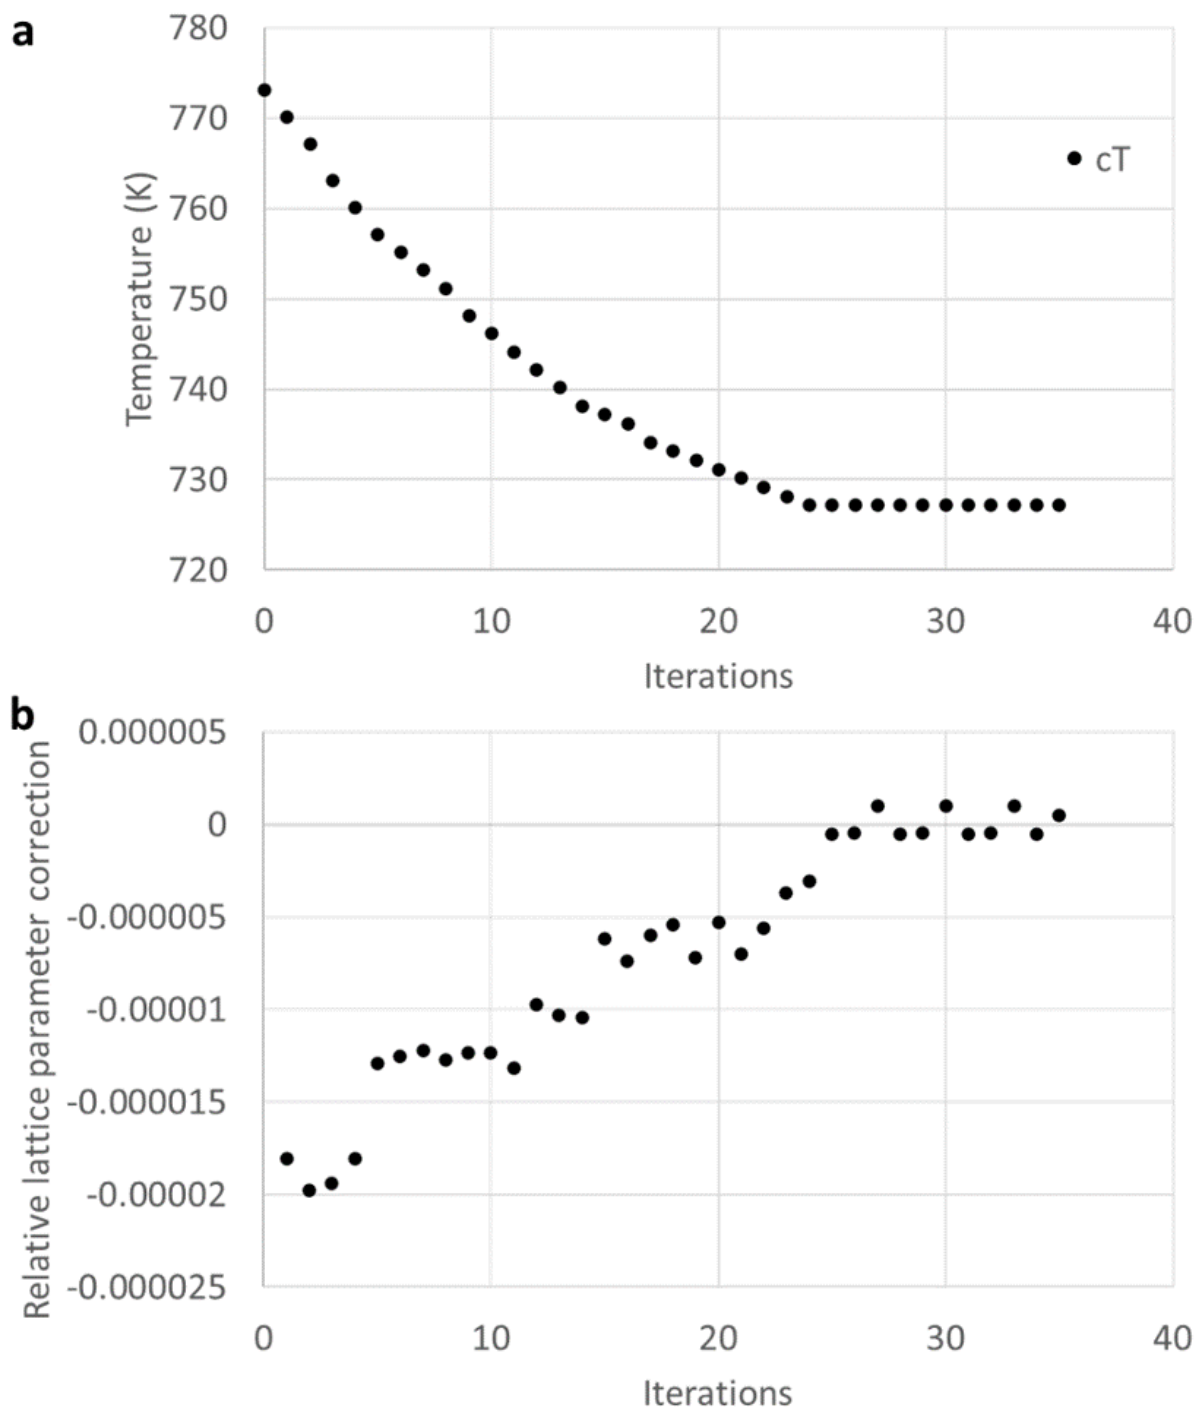 a
780
770
760
750
740
730
720
Temperature (K)
cT
0 10 20 30 40
Iterations
b
0.000005
0
-0.000005
-0.00001
-0.000015
-0.00002
-0.000025
Relative lattice parameter correction
0 10 20 30 40
Iterations